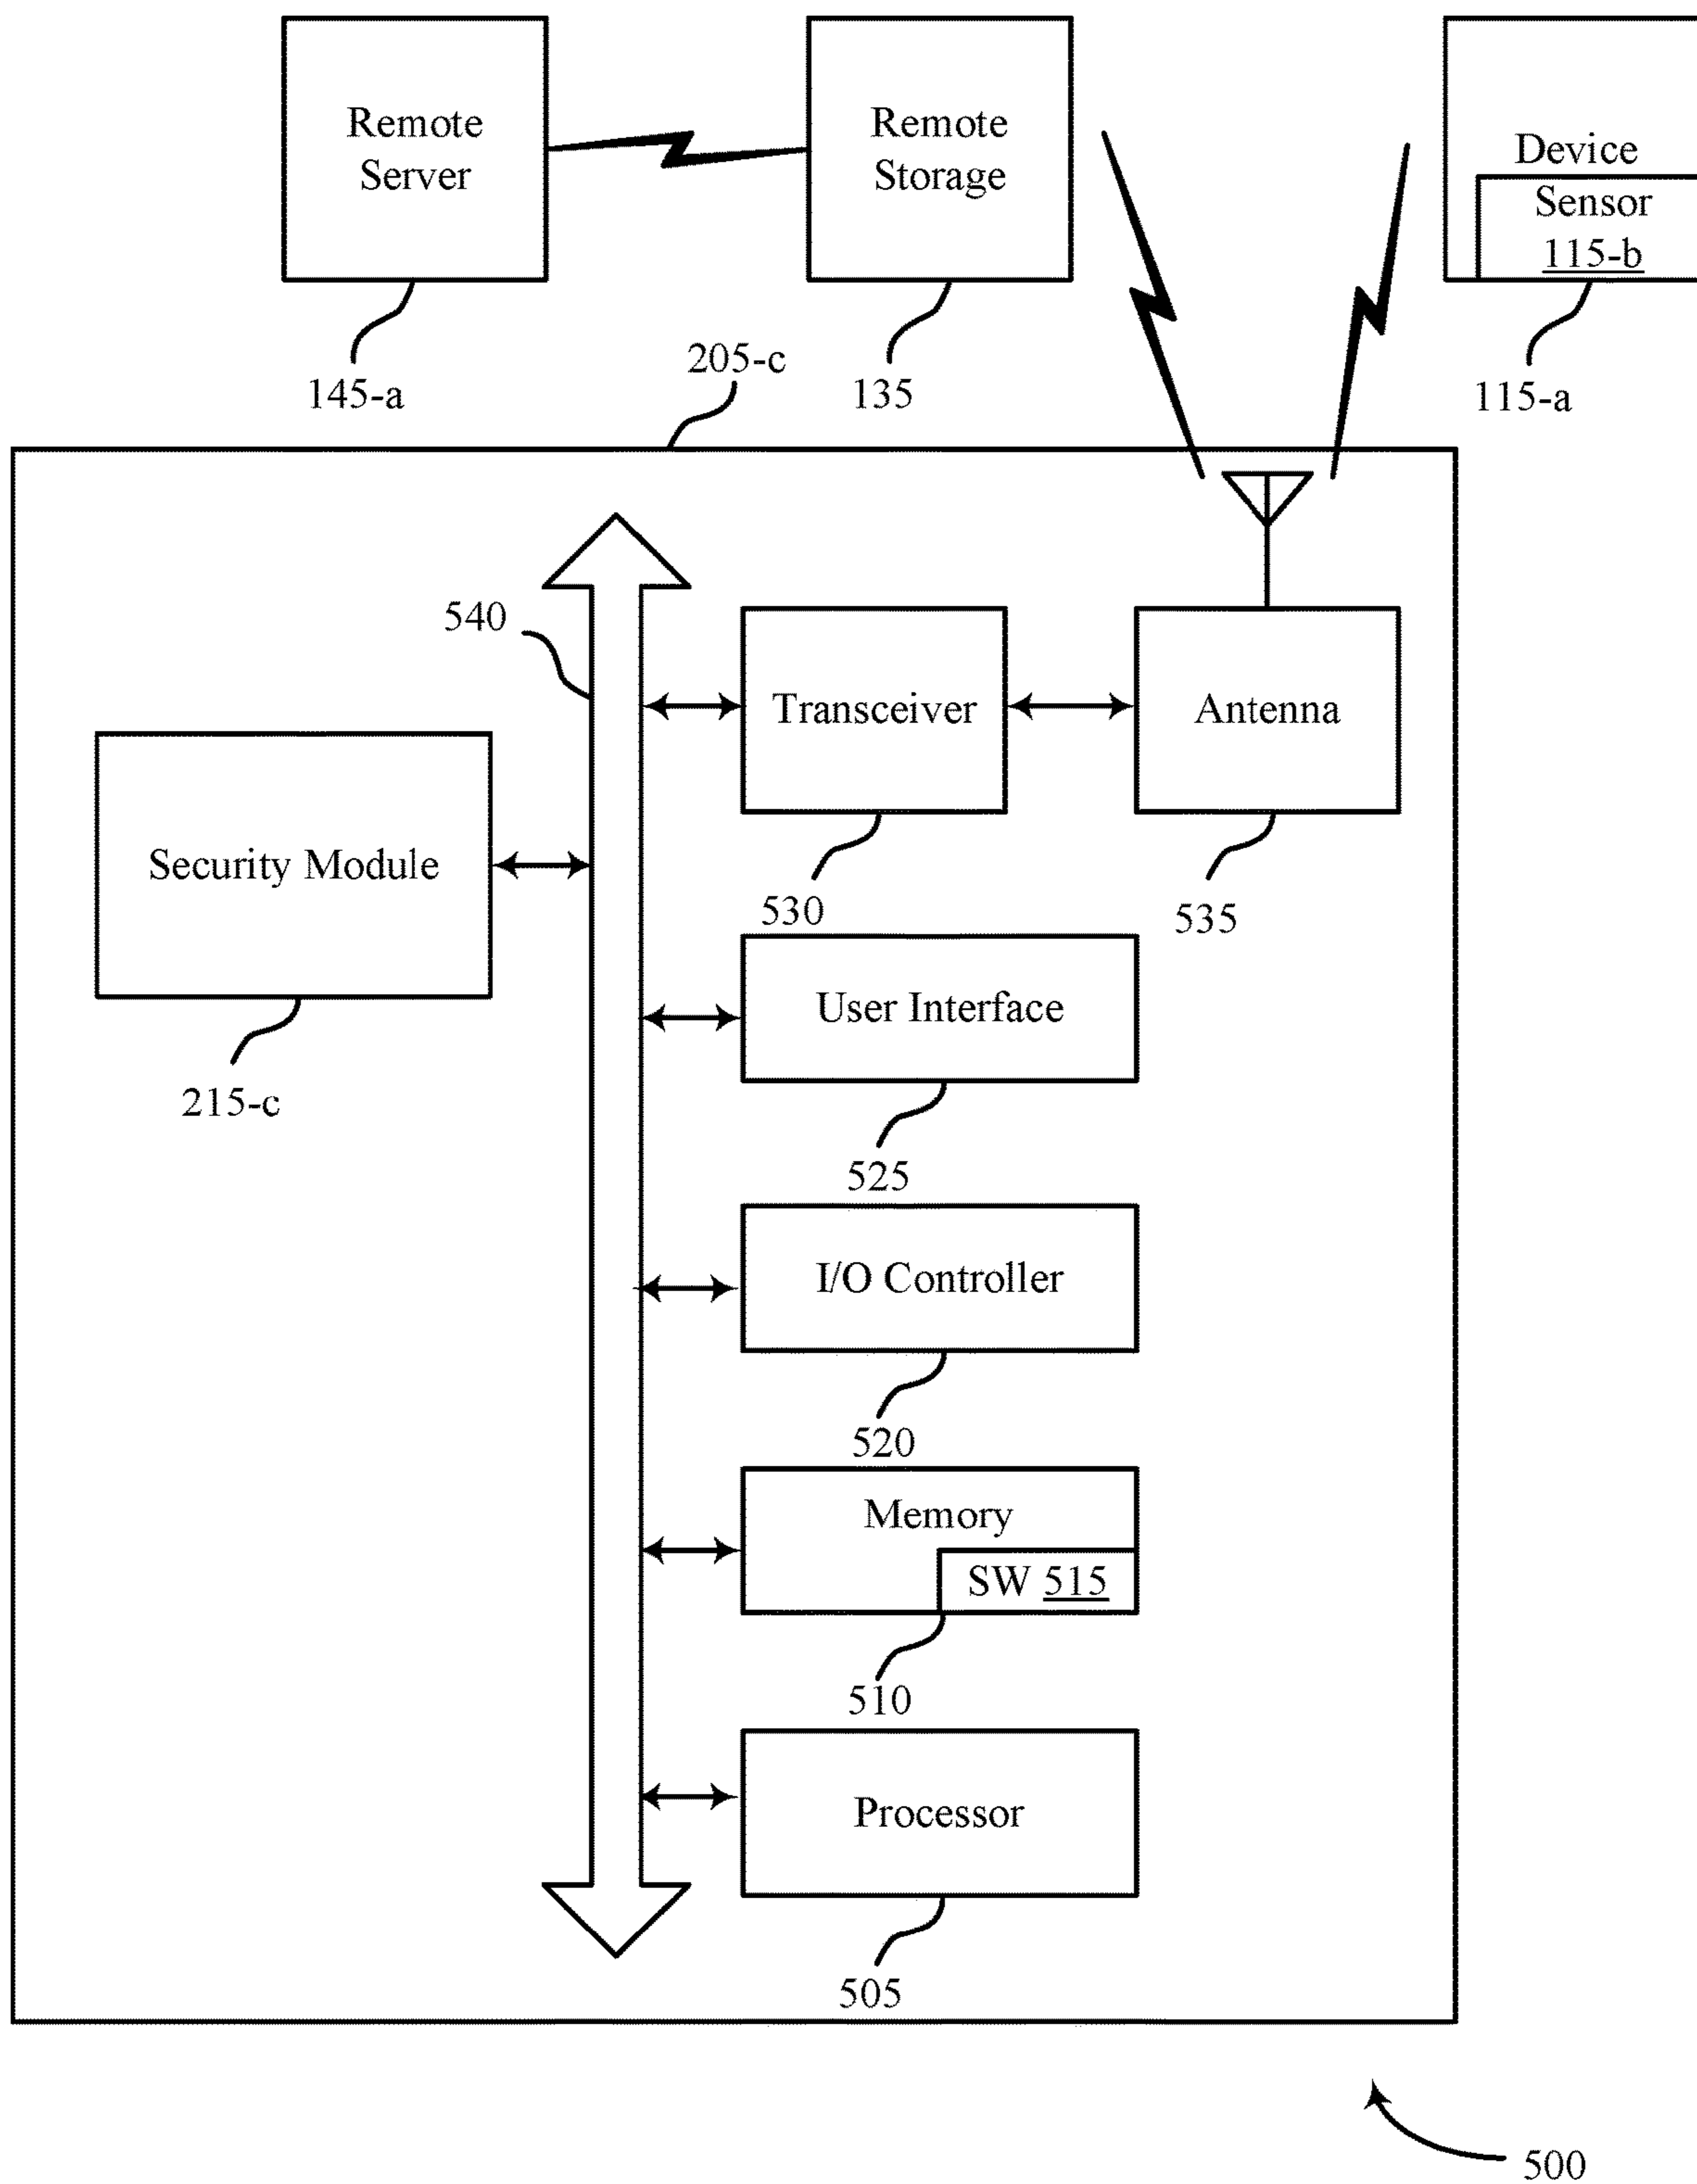 Remote
Server
Remote
Storage
Device
Sensor
115-b
145-a
205-c
135
115-a
540
Transceiver
Antenna
Security Module
530
535
User Interface
215-c
525
I/O Controller
520
Memory
SW 515
510
Processor
505
500